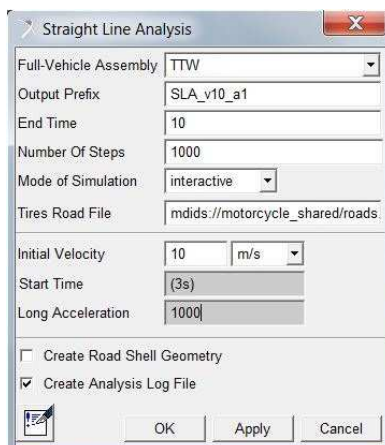 Straight Line Analysis
Full-Vehicle Assembly TTW
Output Prefix SLA_v10_a1
End Time 10
Number Of Steps 1000
Mode of Simulation interactive
Tires Road File mdids://motorcycle_shared/roads.
Initial Velocity 10 m/s
Start Time (3s)
Long Acceleration 1000
Create Road Shell Geometry
Create Analysis Log File
OK Apply Cancel